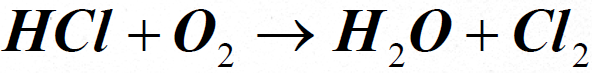 HCl + O₂ → H₂O + Cl₂